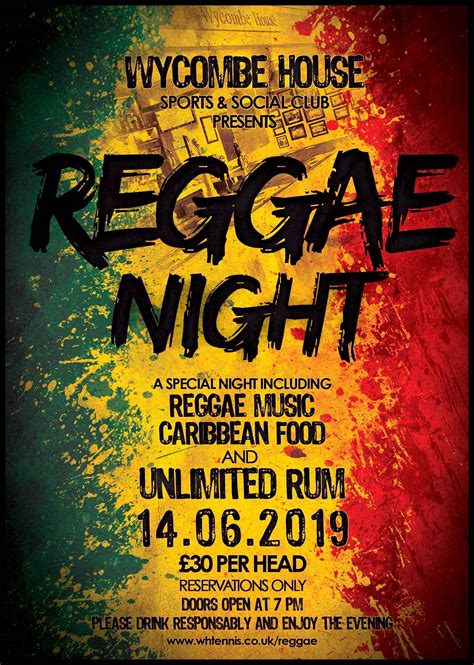 Wycombe House
WYCOMBE HOUSE
SPORTS & SOCIAL CLUB
PRESENTS
REGGAE
NIGHT
A SPECIAL NIGHT INCLUDING
REGGAE MUSIC
CARIBBEAN FOOD
AND
UNLIMITED RUM
14.06.2019
£30 PER HEAD
RESERVATIONS ONLY
DOORS OPEN AT 7 PM
PLEASE DRINK RESPONSABLY AND ENJOY THE EVENING
www.whtennis.co.uk/reggae